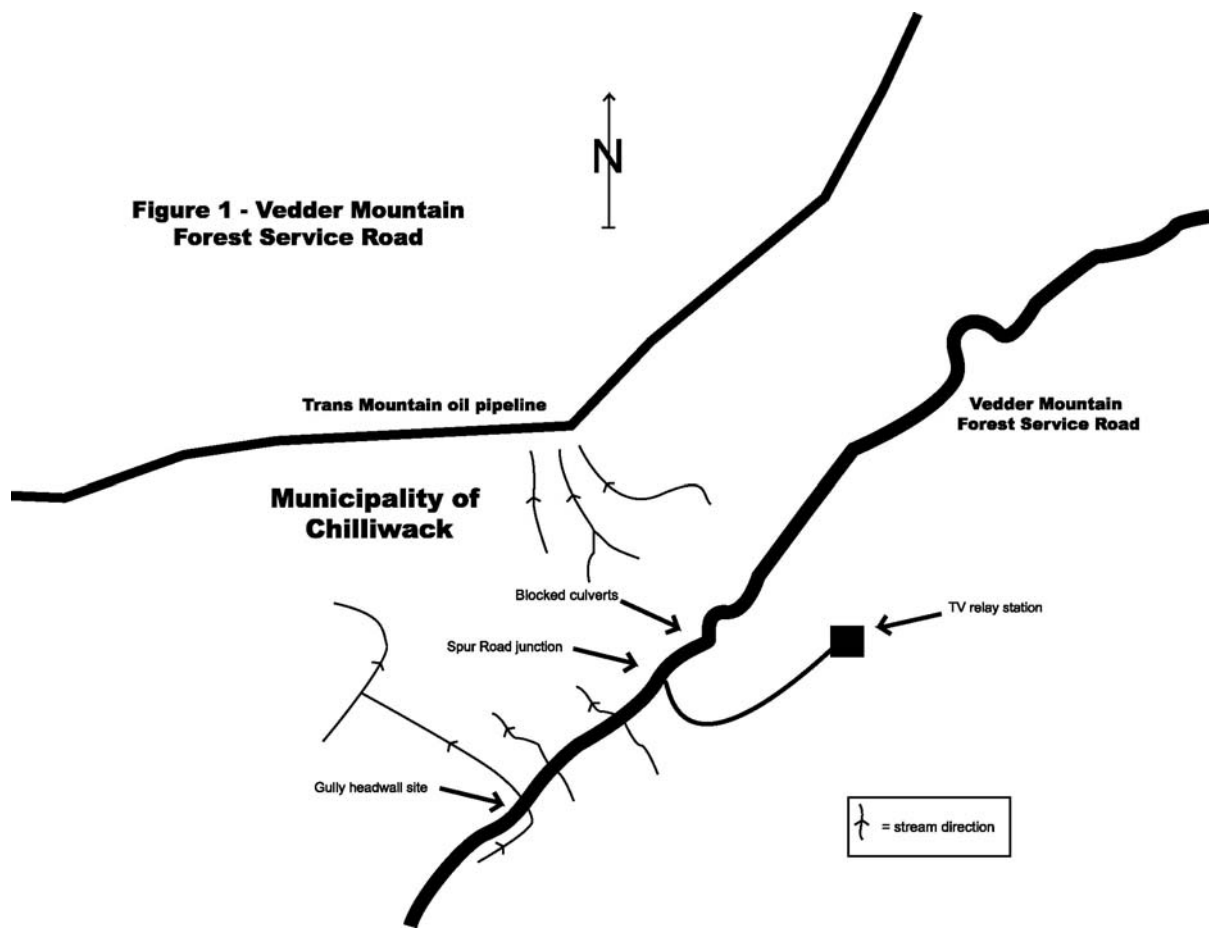 N
Figure 1 - Vedder Mountain
Forest Service Road
Trans Mountain oil pipeline
Vedder Mountain
Forest Service Road
Municipality of
Chilliwack
Blocked culverts
TV relay station
Spur Road junction
Gully headwall site
= stream direction